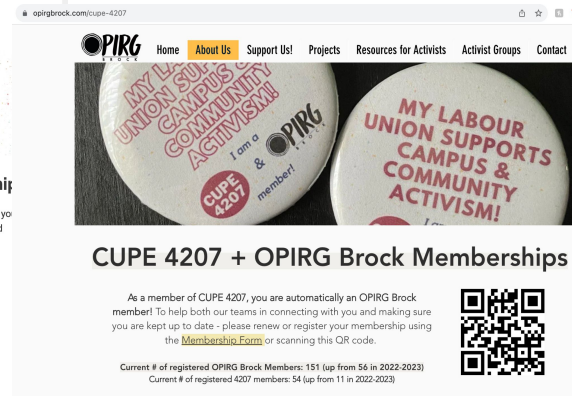 opirgbrock.com/cupe-4207
OPIRG
BROCK
Home About Us Support Us! Projects Resources for Activists Activist Groups Contact
MY LABOUR
UNION SUPPORTS
CAMPUS &
COMMUNITY
ACTIVISM!
I am a
CUPE
4207
& OPIRG
BROCK
member!
MY LABOUR
UNION SUPPORTS
CAMPUS &
COMMUNITY
ACTIVISM!
CUPE 4207 + OPIRG Brock Memberships
As a member of CUPE 4207, you are automatically an OPIRG Brock
member! To help both our teams in connecting with you and making sure
you are kept up to date - please renew or register your membership using
the Membership Form or scanning this QR code.
Current # of registered OPIRG Brock Members: 151 (up from 56 in 2022-2023)
Current # of registered 4207 members: 54 (up from 11 in 2022-2023)